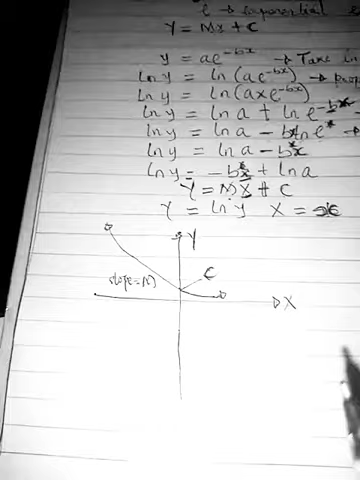 e → exponential
Y = Mx + C
y = ae^-bx → Take ln
ln y = ln (ae^-bx) →
ln y = ln(a×e^-bx)
ln y = ln a + ln e^-bx
ln y = ln a - bx ln e
ln y = ln a - bx
ln y = -bx + ln a
Y = MX + C
Y = ln y X = x
Y
slope = M
C
X